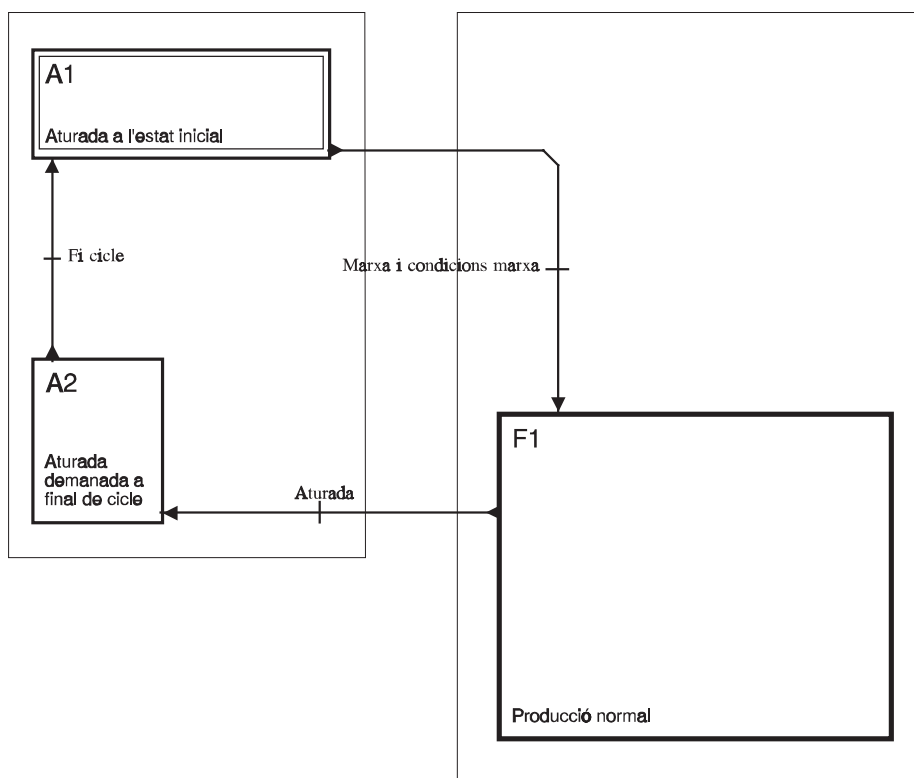 A1
Aturada a l'estat inicial
Fi cicle
Marxa i condicions marxa
A2
Aturada
demanada a
final de cicle
Aturada
F1
Producció normal